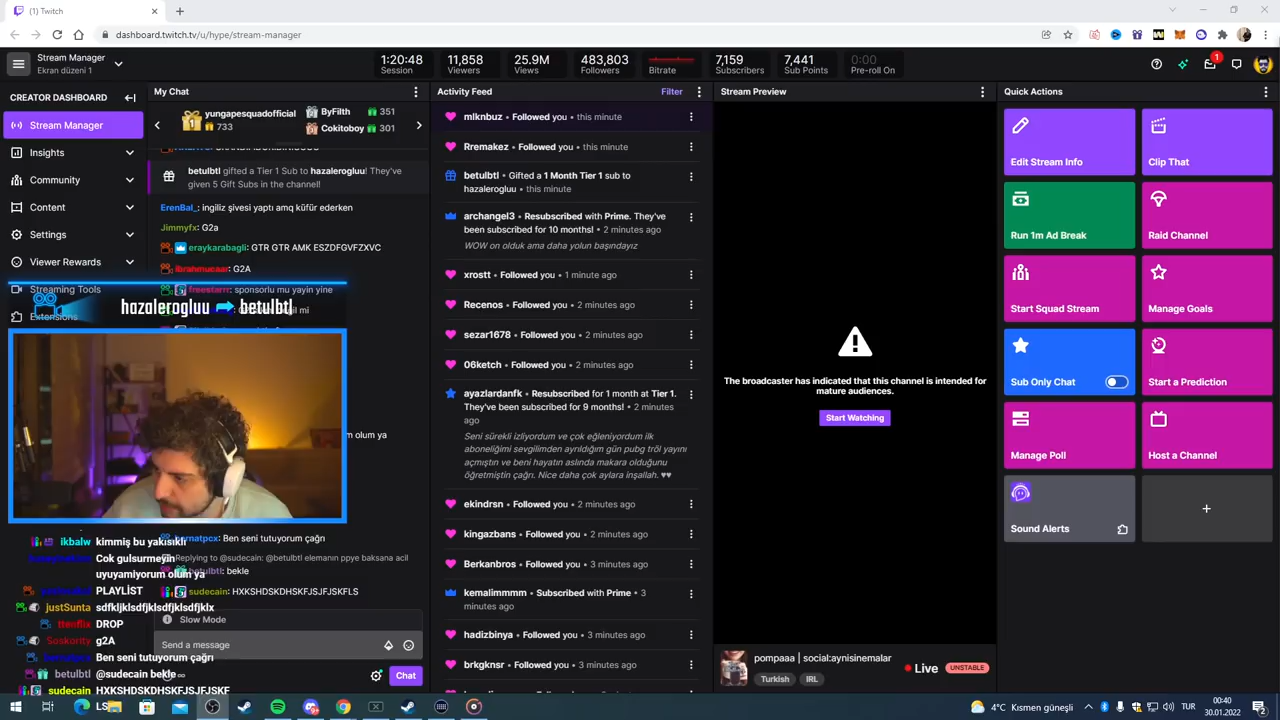 (1) Twitch
dashboard.twitch.tv/u/hype/stream-manager
Stream Manager
Ekran düzeni 1
1:20:48
Session
11,858
Viewers
25.9M
Views
483,803
Followers
Bitrate
7,159
Subscribers
7,441
Sub Points
0:00
Pre-roll On
1
CREATOR DASHBOARD
Stream Manager
Insights
Community
Content
Settings
Viewer Rewards
Streaming Tools
Extensions
My Chat
yungapesquadofficial
733
ByFilth 351
Cokitoboy 301
betulbtl gifted a Tier 1 Sub to hazalerogluu! They've
given 5 Gift Subs in the channel!
ErenBal_: ingiliz şivesi yaptı amq küfür ederken
Jimmyfx: G2a
eraykarabagli: GTR GTR AMK ESZDFGVFZXVC
ibrahmucaar: G2A
freestarrr: sponsorlu mu yayin yine
hazalerogluu betulbtl
m olum ya
Ben seni tutuyorum çağrı
Replying to @sudecain: @betulbtl elemanın ppye baksana acil
betulbtl: bekle
sudecain: HXKSHDSKDHSKFJSJFJSKFLS
Slow Mode
Send a message
Chat
ikbalw kimmiş bu yakısıklı
Cok gulsurmeyin
uyuyamiyorum olum ya
PLAYLİST
justSunta sdfkljklsdfjklsdfjklsdfjklx
ttenflix DROP
Soskority g2A
Ben seni tutuyorum çağrı
betulbtl @sudecain bekle
sudecain HXKSHDSKDHSKFJSJFJSKF
LS
Activity Feed
Filter
mlknbuz • Followed you • this minute
Rremakez • Followed you • this minute
betulbtl • Gifted a 1 Month Tier 1 sub to
hazalerogluu • this minute
archangel3 • Resubscribed with Prime. They've
been subscribed for 10 months! • 2 minutes ago
WOW on olduk ama daha yolun başındayız
xrostt • Followed you • 1 minute ago
Recenos • Followed you • 2 minutes ago
sezar1678 • Followed you • 2 minutes ago
06ketch • Followed you • 2 minutes ago
ayazlardanfk • Resubscribed for 1 month at Tier 1.
They've been subscribed for 9 months! • 2 minutes
ago
Seni sürekli izliyordum ve çok eğleniyordum ilk
aboneliğimi sevgilimden ayrıldığım gün pubg tröl yayını
açmıştın ve beni hayatın aslında makara olduğunu
öğretmiştin çağrı. Nice daha çok aylara inşallah. ♥♥
ekindrsn • Followed you • 2 minutes ago
kingazbans • Followed you • 2 minutes ago
Berkanbros • Followed you • 3 minutes ago
kemalimmmm • Subscribed with Prime • 3
minutes ago
hadizbinya • Followed you • 3 minutes ago
brkgknsr • Followed you • 3 minutes ago
Stream Preview
The broadcaster has indicated that this channel is intended for
mature audiences.
Start Watching
pompaaa | social:aynisinemalar
Turkish
IRL
Live
UNSTABLE
Quick Actions
Edit Stream Info
Clip That
Run 1m Ad Break
Raid Channel
Start Squad Stream
Manage Goals
Sub Only Chat
Start a Prediction
Manage Poll
Host a Channel
Sound Alerts
+
4°C Kısmen güneşli
TUR
00:40
30.01.2022
2